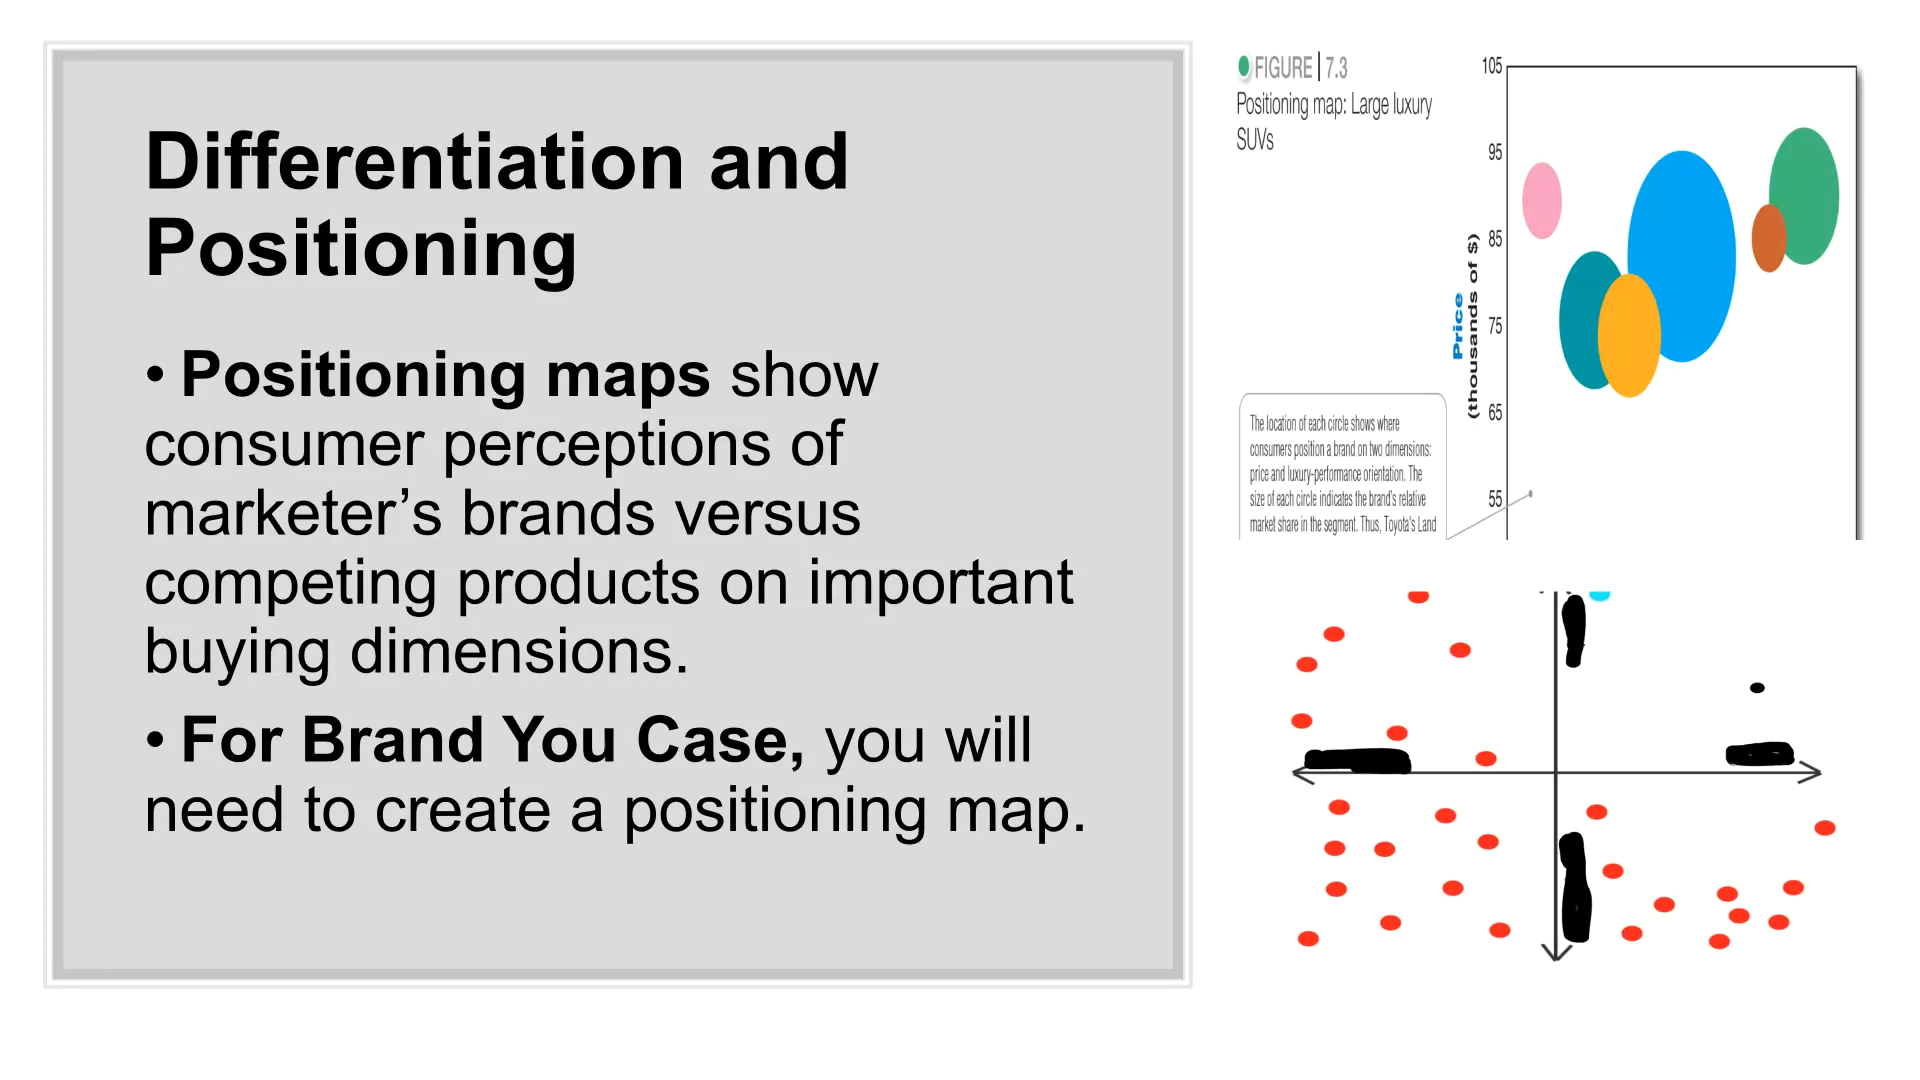 Differentiation and
Positioning
• Positioning maps show
consumer perceptions of
marketer’s brands versus
competing products on important
buying dimensions.
• For Brand You Case, you will
need to create a positioning map.
FIGURE | 7.3
Positioning map: Large luxury
SUVs
105
95
85
75
65
55
Price
(thousands of $)
The location of each circle shows where
consumers position a brand on two dimensions:
price and luxury-performance orientation. The
size of each circle indicates the brand's relative
market share in the segment. Thus, Toyota's Land